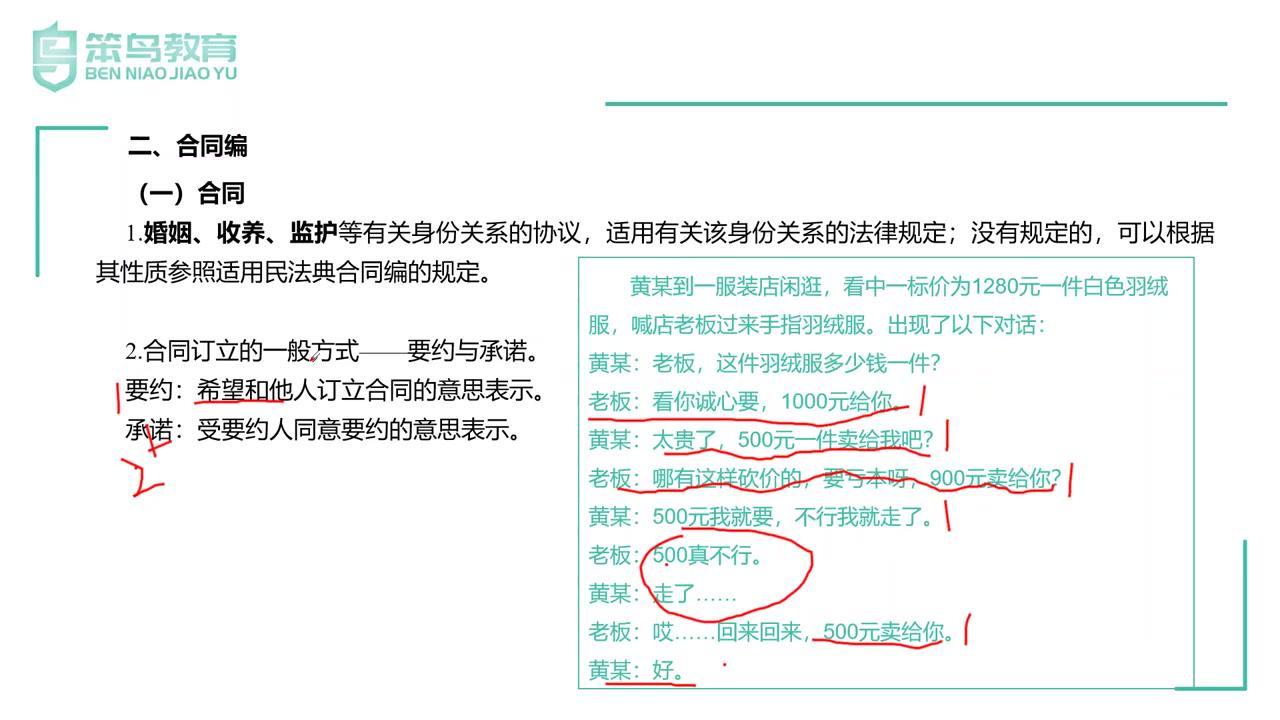 笨鸟教育
BEN NIAO JIAO YU
二、合同编
（一）合同
1.婚姻、收养、监护等有关身份关系的协议，适用有关该身份关系的法律规定；没有规定的，可以根据
其性质参照适用民法典合同编的规定。
2.合同订立的一般方式——要约与承诺。
要约：希望和他人订立合同的意思表示。
承诺：受要约人同意要约的意思表示。
黄某到一服装店闲逛，看中一标价为1280元一件白色羽绒
服，喊店老板过来手指羽绒服。出现了以下对话：
黄某：老板，这件羽绒服多少钱一件？
老板：看你诚心要，1000元给你。
黄某：太贵了，500元一件卖给我吧？
老板：哪有这样砍价的，要亏本呀，900元卖给你？
黄某：500元我就要，不行我就走了。
老板：500真不行。
黄某：走了……
老板：哎……回来回来，500元卖给你。
黄某：好。